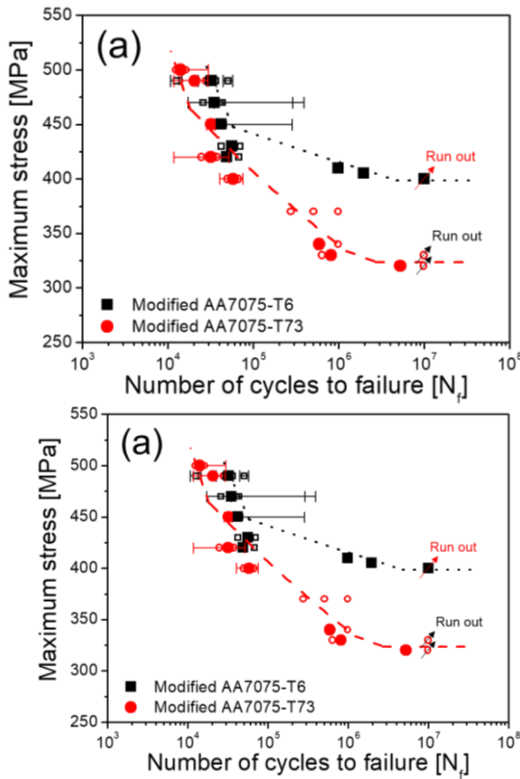 (a)
550
500
450
400
350
300
250
Maximum stress [MPa]
Run out
Run out
Modified AA7075-T6
Modified AA7075-T73
10³ 10⁴ 10⁵ 10⁶ 10⁷ 10⁸
Number of cycles to failure [Nf]
(a)
550
500
450
400
350
300
250
Maximum stress [MPa]
Run out
Run out
Modified AA7075-T6
Modified AA7075-T73
10³ 10⁴ 10⁵ 10⁶ 10⁷ 10⁸
Number of cycles to failure [Nf]